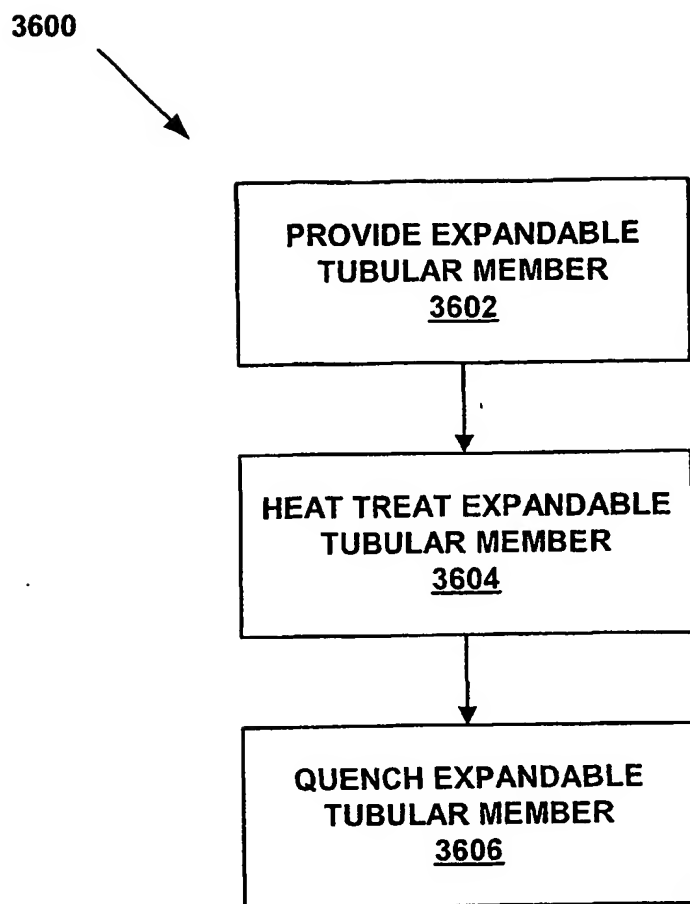 3600
PROVIDE EXPANDABLE
TUBULAR MEMBER
3602
HEAT TREAT EXPANDABLE
TUBULAR MEMBER
3604
QUENCH EXPANDABLE
TUBULAR MEMBER
3606